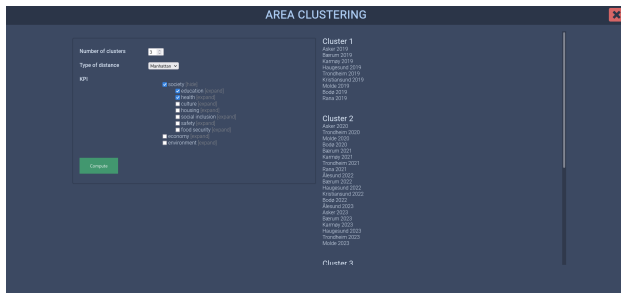 AREA CLUSTERING
Number of clusters
3
Type of distance
Manhattan
KPI
society [hide]
education [expand]
health [expand]
culture [expand]
housing [expand]
social inclusion [expand]
safety [expand]
food security [expand]
economy [expand]
environment [expand]
Compute
Cluster 1
Asker 2019
Bærum 2019
Karmøy 2019
Haugesund 2019
Trondheim 2019
Kristiansund 2019
Molde 2019
Bodø 2019
Rana 2019
Cluster 2
Asker 2020
Trondheim 2020
Molde 2020
Bodø 2020
Bærum 2021
Karmøy 2021
Trondheim 2021
Rana 2021
Ålesund 2022
Bærum 2022
Haugesund 2022
Kristiansund 2022
Bodø 2022
Ålesund 2023
Asker 2023
Bærum 2023
Karmøy 2023
Haugesund 2023
Trondheim 2023
Molde 2023
Cluster 3